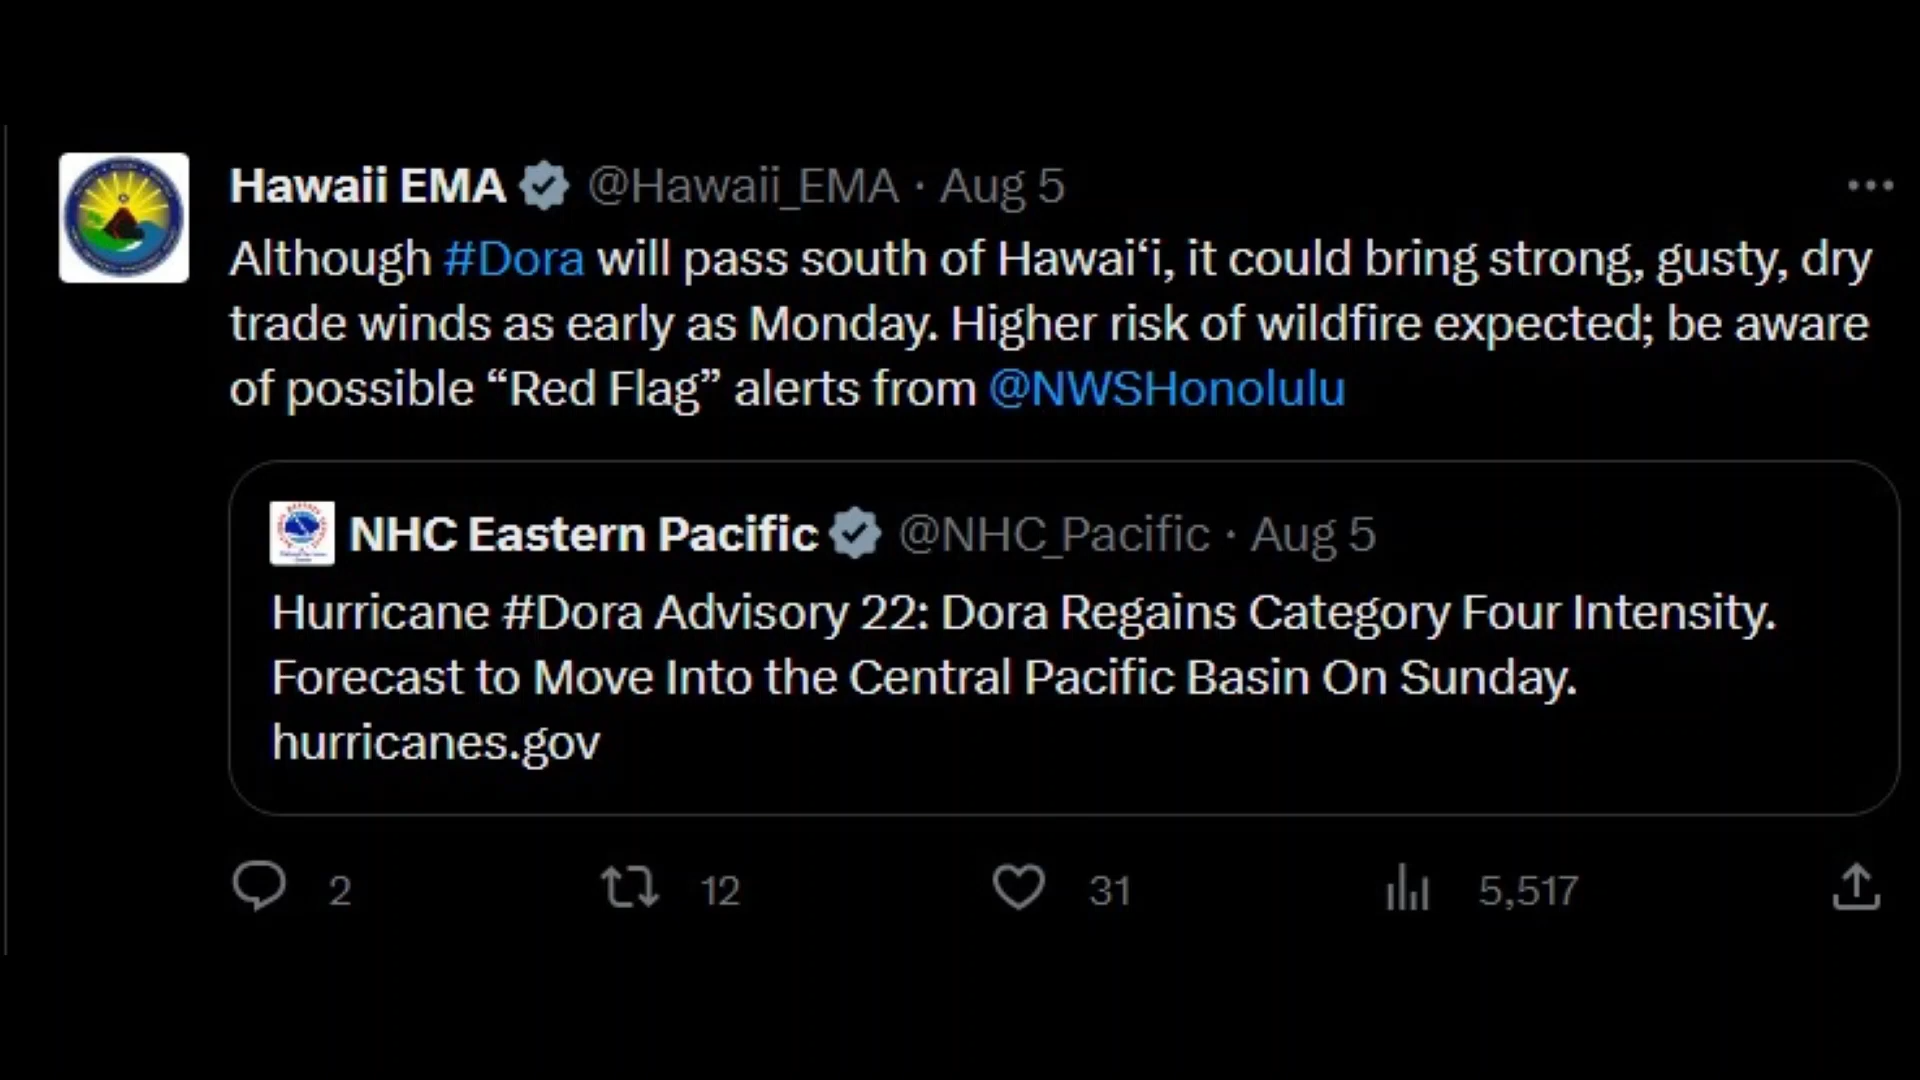 Hawaii EMA @Hawaii_EMA · Aug 5
Although #Dora will pass south of Hawaiʻi, it could bring strong, gusty, dry
trade winds as early as Monday. Higher risk of wildfire expected; be aware
of possible “Red Flag” alerts from @NWSHonolulu
NHC Eastern Pacific @NHC_Pacific · Aug 5
Hurricane #Dora Advisory 22: Dora Regains Category Four Intensity.
Forecast to Move Into the Central Pacific Basin On Sunday.
hurricanes.gov
2 12 31 5,517